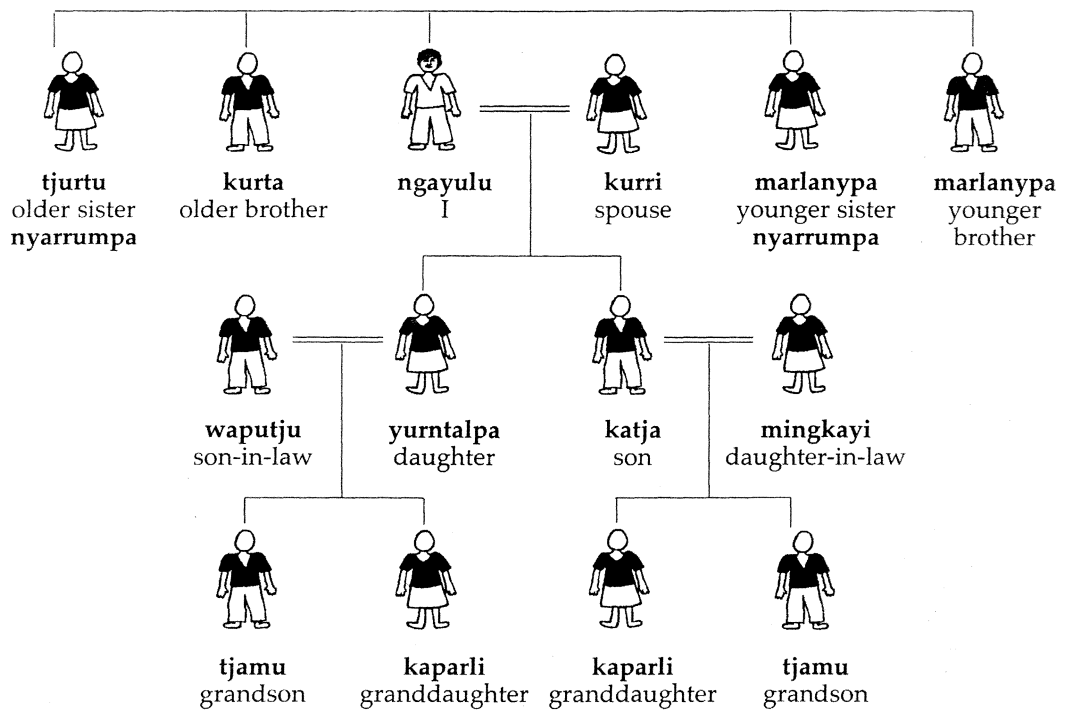 tjurtu
older sister
nyarrumpa
kurta
older brother
ngayulu
I
kurri
spouse
marlanypa
younger sister
nyarrumpa
marlanypa
younger
brother
waputju
son-in-law
yurntalpa
daughter
katja
son
mingkayi
daughter-in-law
tjamu
grandson
kaparli
granddaughter
kaparli
granddaughter
tjamu
grandson